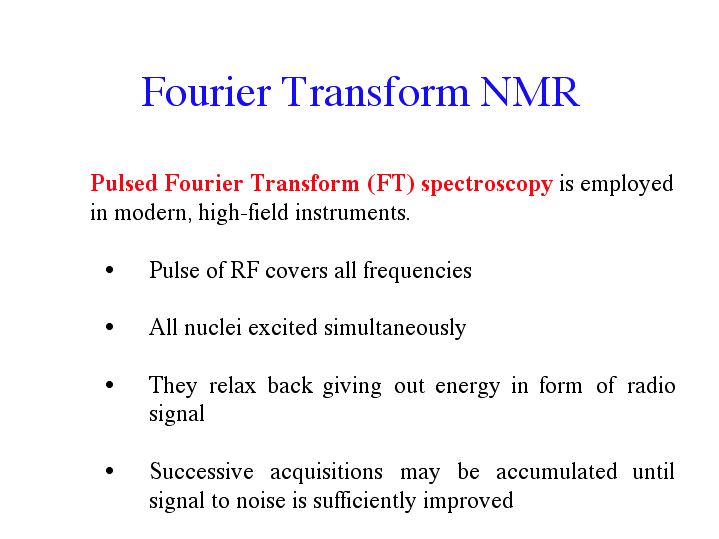 Fourier Transform NMR
Pulsed Fourier Transform (FT) spectroscopy is employed
in modern, high-field instruments.
• Pulse of RF covers all frequencies
• All nuclei excited simultaneously
• They relax back giving out energy in form of radio
signal
• Successive acquisitions may be accumulated until
signal to noise is sufficiently improved